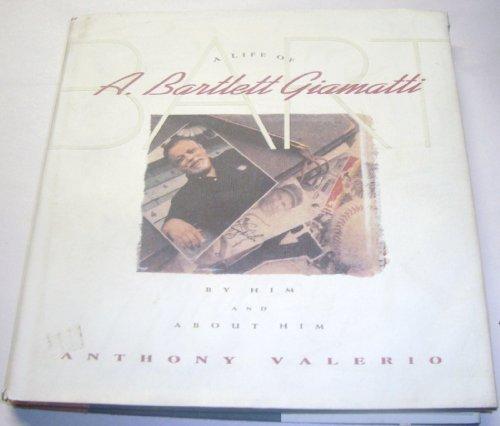 BART
A LIFE OF
A. Bartlett Giamatti
BY HIM
AND
ABOUT HIM
ANTHONY VALERIO